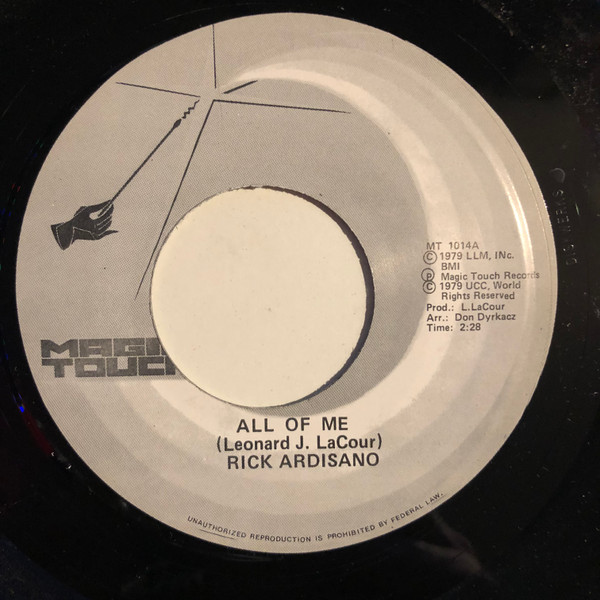 MT 1014A
© 1979 LLM, INc.
BMI
℗ Magic Touch Records
© 1979 UCC, World
Rights Reserved
Prod.: L.LaCour
Arr.: Don Dyrkacz
Time: 2:28
MAGI
TOUCH
ALL OF ME
(Leonard J. LaCour)
RICK ARDISANO
UNAUTHORIZED REPRODUCTION IS PROHIBITED BY FEDERAL LAW.